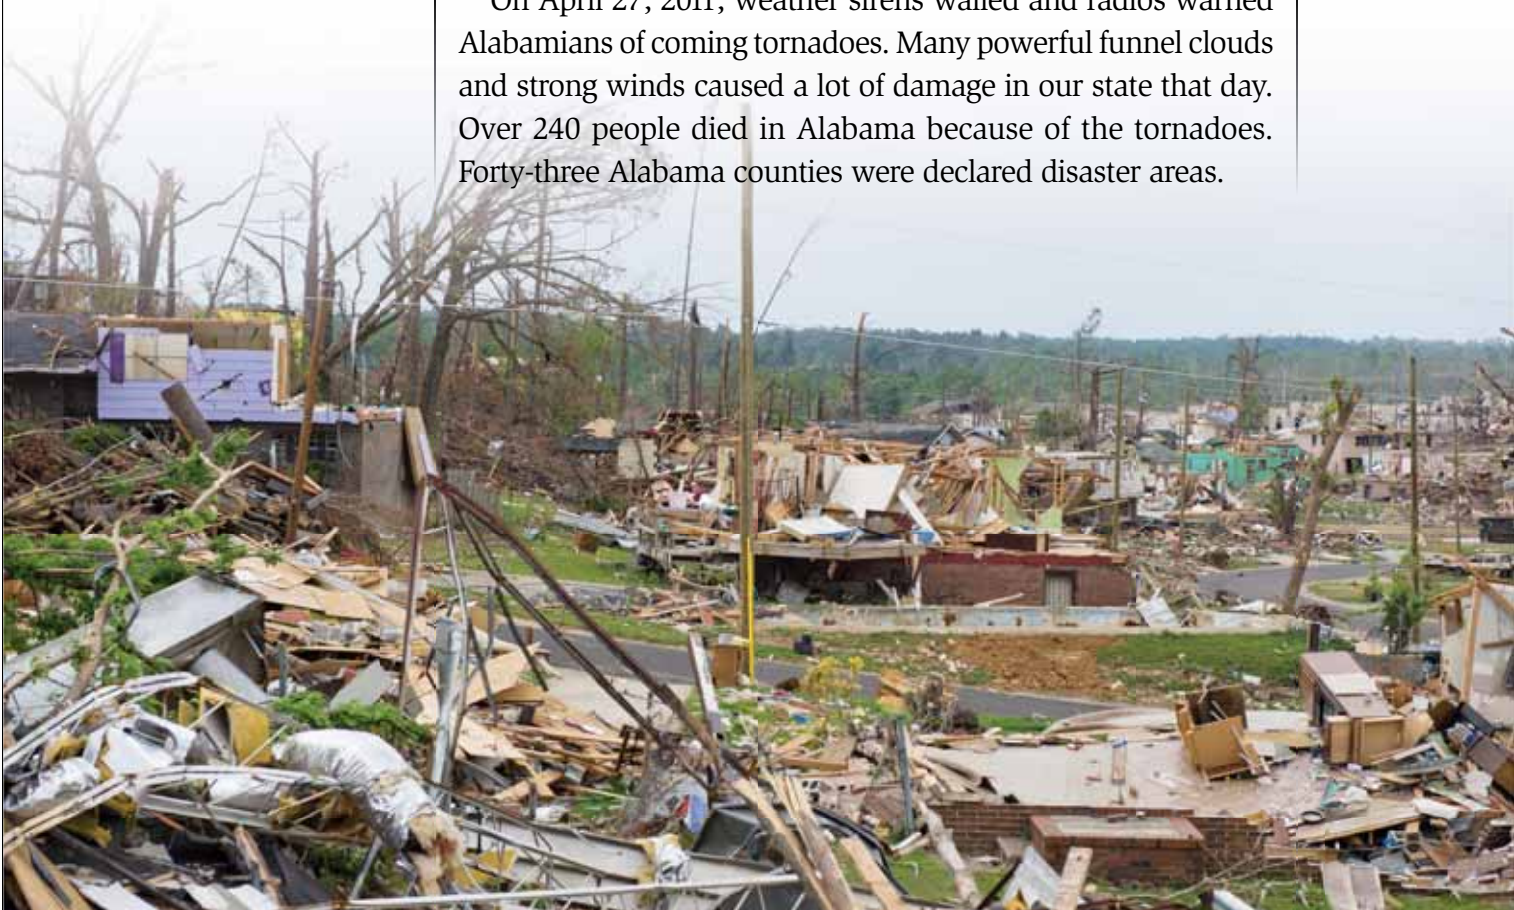 On April 27, 2011, weather sirens wailed and radios warned
Alabamians of coming tornadoes. Many powerful funnel clouds
and strong winds caused a lot of damage in our state that day.
Over 240 people died in Alabama because of the tornadoes.
Forty-three Alabama counties were declared disaster areas.